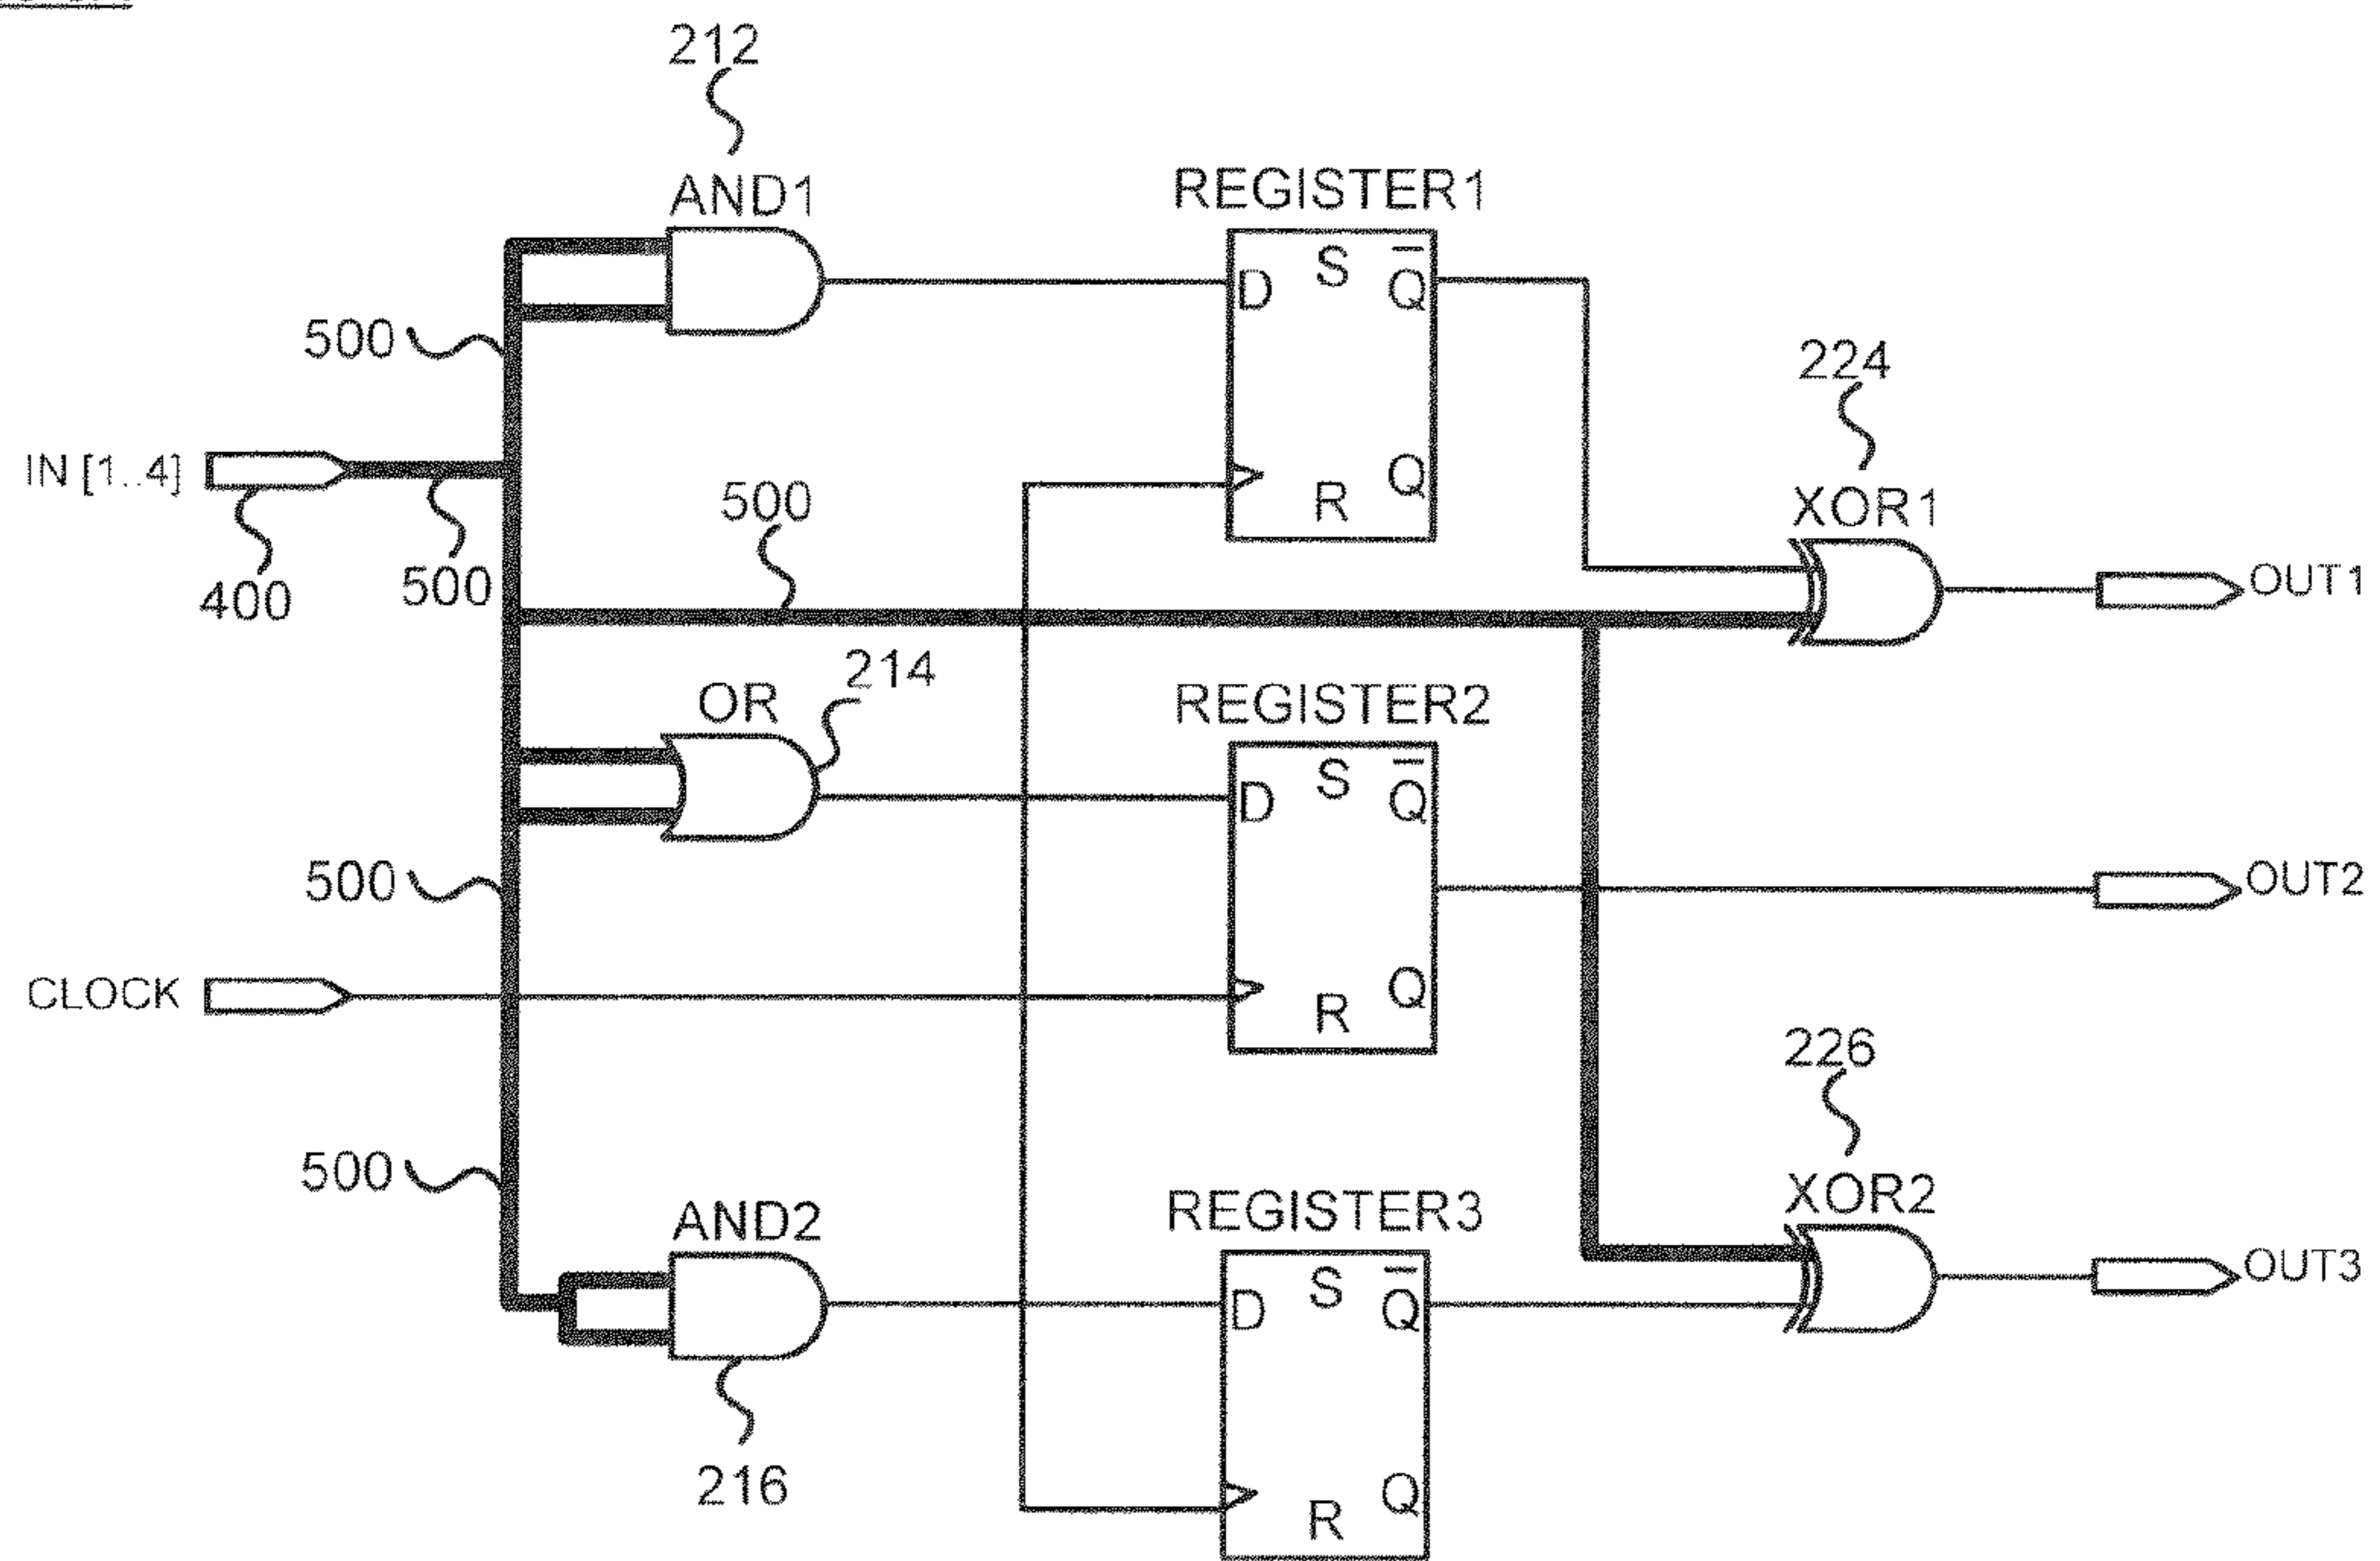 212
AND1
REGISTER1
D
S
Q̅
500
224
IN [1..4]
400
500
500
R
Q
XOR1
OUT1
OR
214
REGISTER2
D
S
Q̅
500
OUT2
CLOCK
R
Q
226
500
AND2
REGISTER3
XOR2
D
S
Q̅
OUT3
216
R
Q